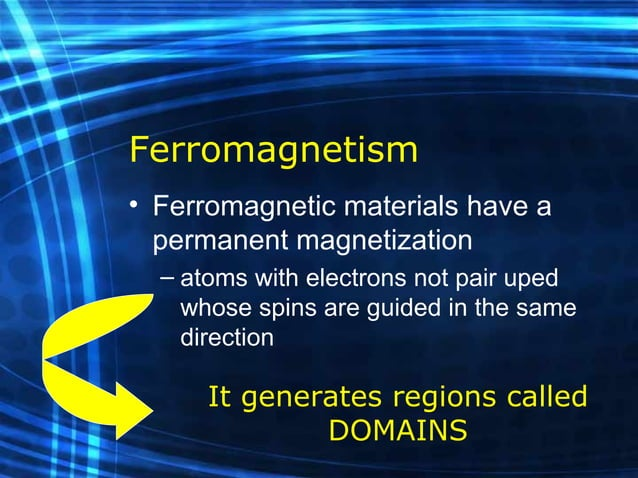 Ferromagnetism
• Ferromagnetic materials have a
permanent magnetization
– atoms with electrons not pair uped
whose spins are guided in the same
direction
It generates regions called
DOMAINS